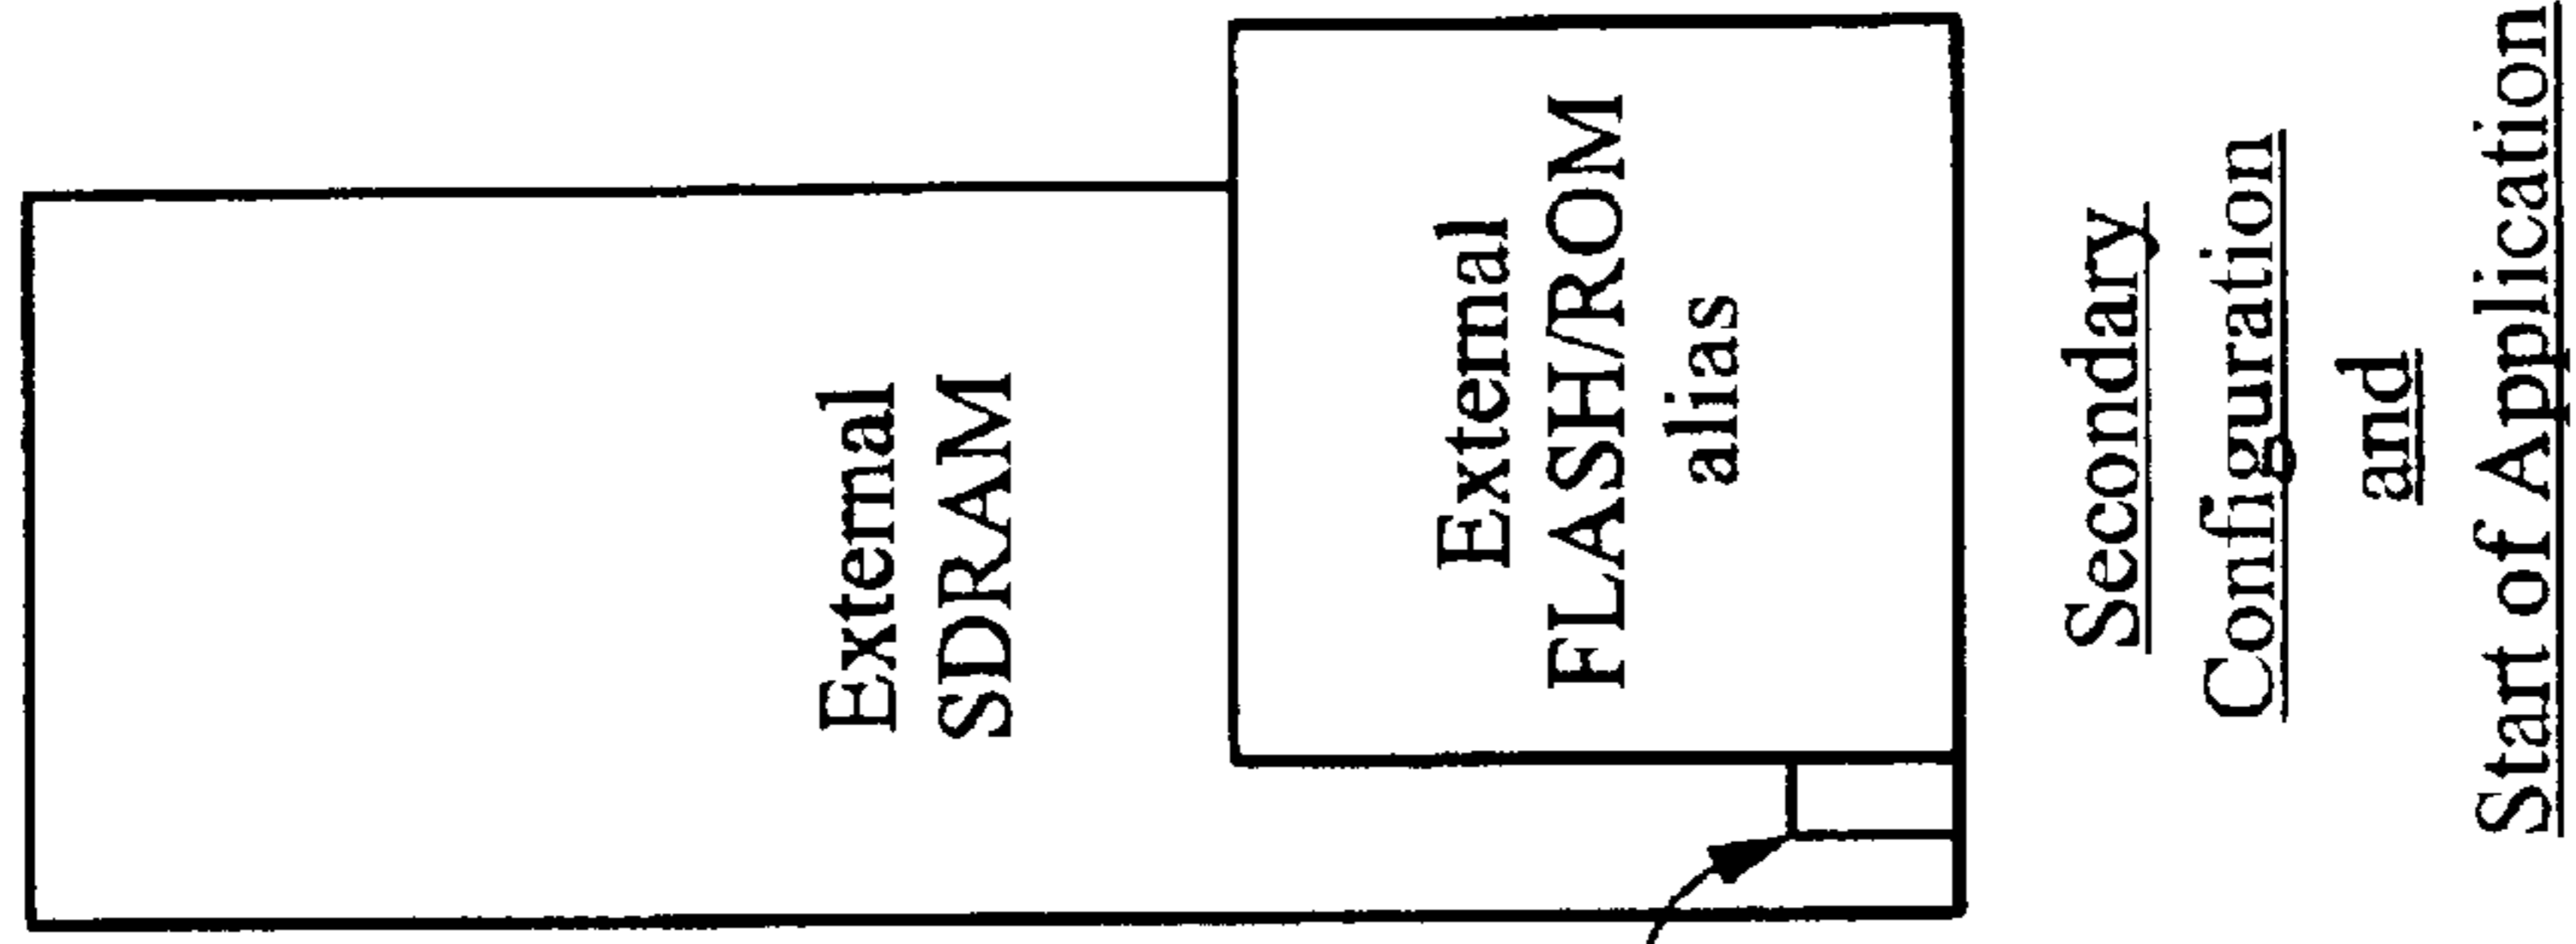 External
SDRAM
External
FLASH/ROM
alias
Secondary
Configuration
and
Start of Application